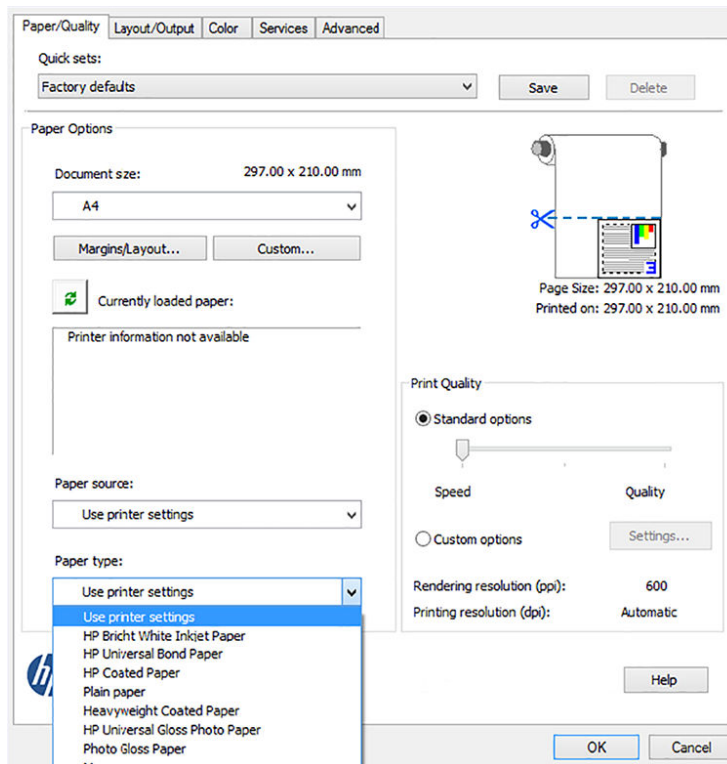 Paper/Quality Layout/Output Color Services Advanced
Quick sets:
Factory defaults Save Delete
Paper Options
Document size: 297.00 x 210.00 mm
A4
Margins/Layout... Custom...
Currently loaded paper:
Printer information not available
Page Size: 297.00 x 210.00 mm
Printed on: 297.00 x 210.00 mm
Print Quality
Standard options
Speed Quality
Custom options Settings...
Rendering resolution (ppi): 600
Printing resolution (dpi): Automatic
Paper source:
Use printer settings
Paper type:
Use printer settings
Use printer settings
HP Bricht White Inkjet Paper
HP Universal Bond Paper
HP Coated Paper
Plain paper
Heavyweight Coated Paper
HP Universal Gloss Photo Paper
Photo Gloss Paper
hp
Help
OK Cancel